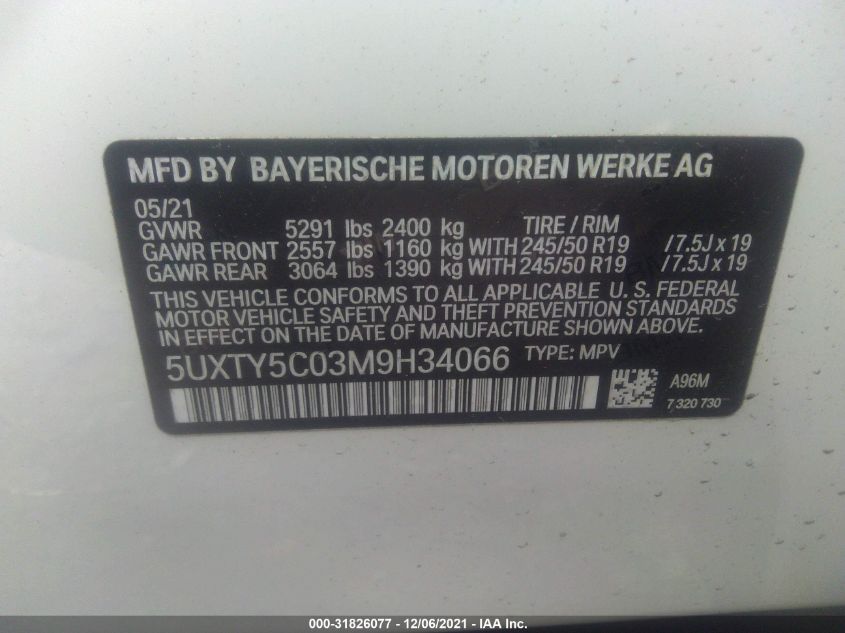 MFD BY BAYERISCHE MOTOREN WERKE AG
05/21
GVWR 5291 lbs 2400 kg TIRE / RIM
GAWR FRONT 2557 lbs 1160 kg WITH 245/50 R19 /7.5J x 19
GAWR REAR 3064 lbs 1390 kg WITH 245/50 R19 /7.5J x 19
THIS VEHICLE CONFORMS TO ALL APPLICABLE U. S. FEDERAL
MOTOR VEHICLE SAFETY AND THEFT PREVENTION STANDARDS
IN EFFECT ON THE DATE OF MANUFACTURE SHOWN ABOVE.
5UXTY5C03M9H34066 TYPE: MPV
A96M
7 320 730
000-31826077 - 12/06/2021 - IAA Inc.